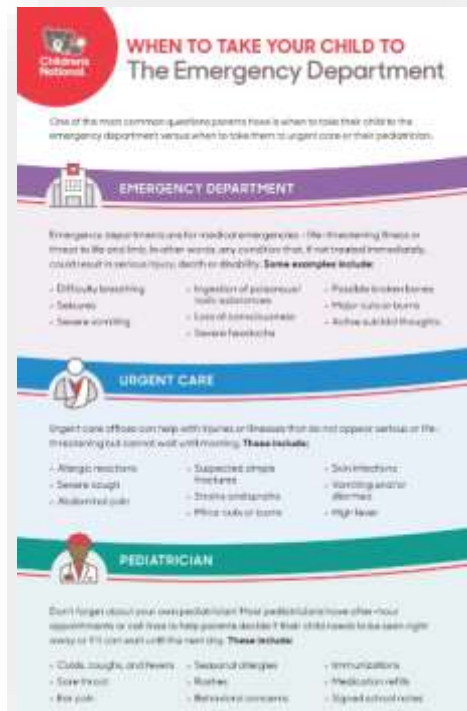 Children's
National
WHEN TO TAKE YOUR CHILD TO
The Emergency Department
One of the most common questions parents have is when to take their child to the
emergency department versus when to take them to urgent care or their pediatrician.
EMERGENCY DEPARTMENT
Emergency departments are for medical emergencies - life-threatening illness or
threat to life and limb. In other words, any condition that, if not treated immediately,
could result in serious injury, death or disability. Some examples include:
- Difficulty breathing
- Seizures
- Severe vomiting
- Ingestion of poisonous/
toxic substances
- Loss of consciousness
- Severe headache
- Possible broken bones
- Major cuts or burns
- Active suicidal thoughts
URGENT CARE
Urgent care offices can help with injuries or illnesses that do not appear serious or life-
threatening but cannot wait until morning. These include:
- Allergic reactions
- Severe cough
- Abdominal pain
- Suspected simple
fractures
- Strains and sprains
- Minor cuts or burns
- Skin infections
- Vomiting and/or
diarrhea
- High fever
PEDIATRICIAN
Don't forget about your own pediatrician! Most pediatricians have after-hour
appointments or call lines to help parents decide if their child needs to be seen right
away or if it can wait until the next day. These include:
- Colds, coughs, and fevers
- Sore throat
- Ear pain
- Seasonal allergies
- Rashes
- Behavioral concerns
- Immunizations
- Medication refills
- Signed school notes